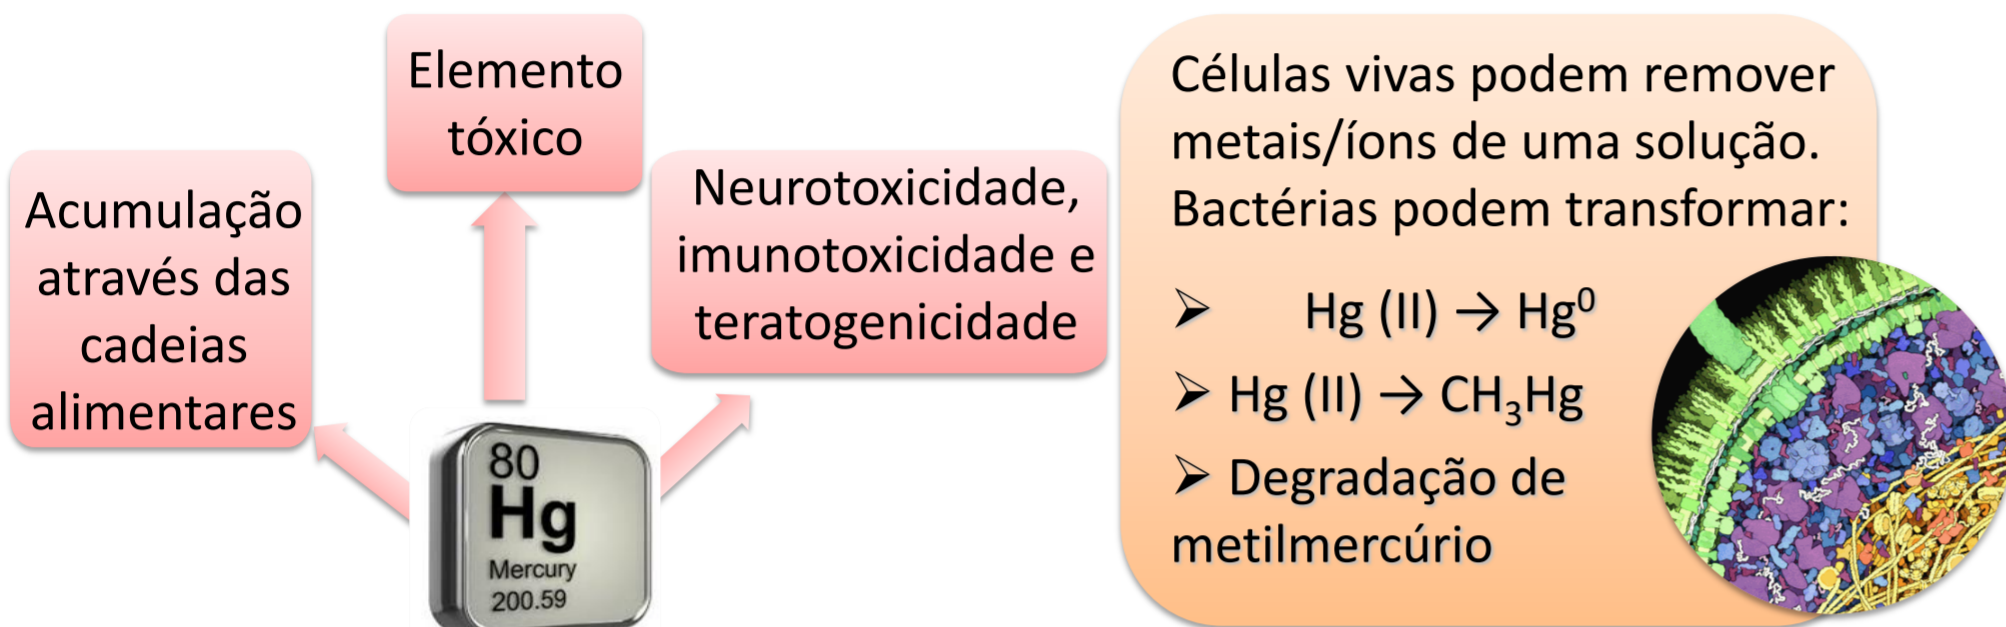 Elemento
tóxico
Acumulação
através das
cadeias
alimentares
Neurotoxicidade,
imunotoxicidade e
teratogenicidade
80
Hg
Mercury
200.59
Células vivas podem remover
metais/íons de uma solução.
Bactérias podem transformar:
➢ Hg (II) → Hg⁰
➢ Hg (II) → CH₃Hg
➢ Degradação de
metilmercúrio